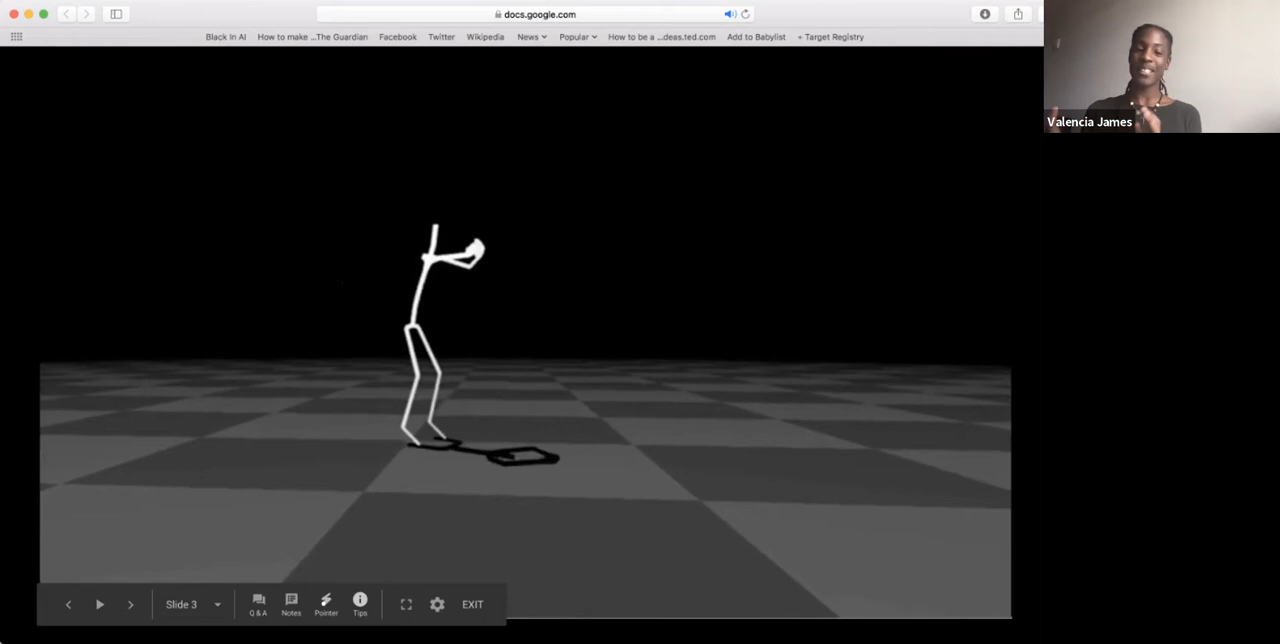 docs.google.com
Black In AI How to make ...The Guardian Facebook Twitter Wikipedia News Popular How to be a ...deas.ted.com Add to Babylist + Target Registry
Valencia James
Slide 3 Q & A Notes Pointer Tips EXIT